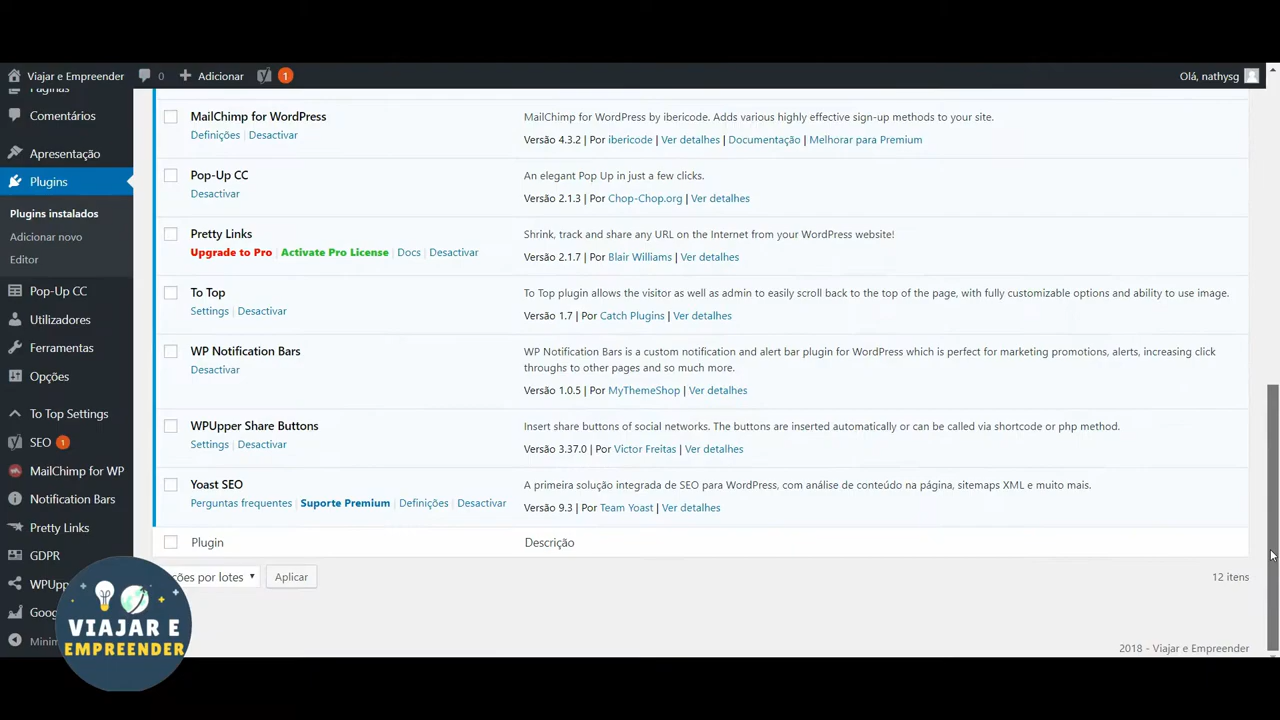 Viajar e Empreender
0
Adicionar
1
Olá, nathysg
Páginas
Comentários
Apresentação
Plugins
Plugins instalados
Adicionar novo
Editor
Pop-Up CC
Utilizadores
Ferramentas
Opções
To Top Settings
SEO 1
MailChimp for WP
Notification Bars
Pretty Links
GDPR
WPUpp
Goog
Minim
VIAJAR E
EMPREENDER
MailChimp for WordPress
Definições | Desactivar
MailChimp for WordPress by ibericode. Adds various highly effective sign-up methods to your site.
Versão 4.3.2 | Por ibericode | Ver detalhes | Documentação | Melhorar para Premium
Pop-Up CC
Desactivar
An elegant Pop Up in just a few clicks.
Versão 2.1.3 | Por Chop-Chop.org | Ver detalhes
Pretty Links
Upgrade to Pro | Activate Pro License | Docs | Desactivar
Shrink, track and share any URL on the Internet from your WordPress website!
Versão 2.1.7 | Por Blair Williams | Ver detalhes
To Top
Settings | Desactivar
To Top plugin allows the visitor as well as admin to easily scroll back to the top of the page, with fully customizable options and ability to use image.
Versão 1.7 | Por Catch Plugins | Ver detalhes
WP Notification Bars
Desactivar
WP Notification Bars is a custom notification and alert bar plugin for WordPress which is perfect for marketing promotions, alerts, increasing click
throughs to other pages and so much more.
Versão 1.0.5 | Por MyThemeShop | Ver detalhes
WPUpper Share Buttons
Settings | Desactivar
Insert share buttons of social networks. The buttons are inserted automatically or can be called via shortcode or php method.
Versão 3.37.0 | Por Victor Freitas | Ver detalhes
Yoast SEO
Perguntas frequentes | Suporte Premium | Definições | Desactivar
A primeira solução integrada de SEO para WordPress, com análise de conteúdo na página, sitemaps XML e muito mais.
Versão 9.3 | Por Team Yoast | Ver detalhes
Plugin
Descrição
ções por lotes
Aplicar
12 itens
2018 - Viajar e Empreender